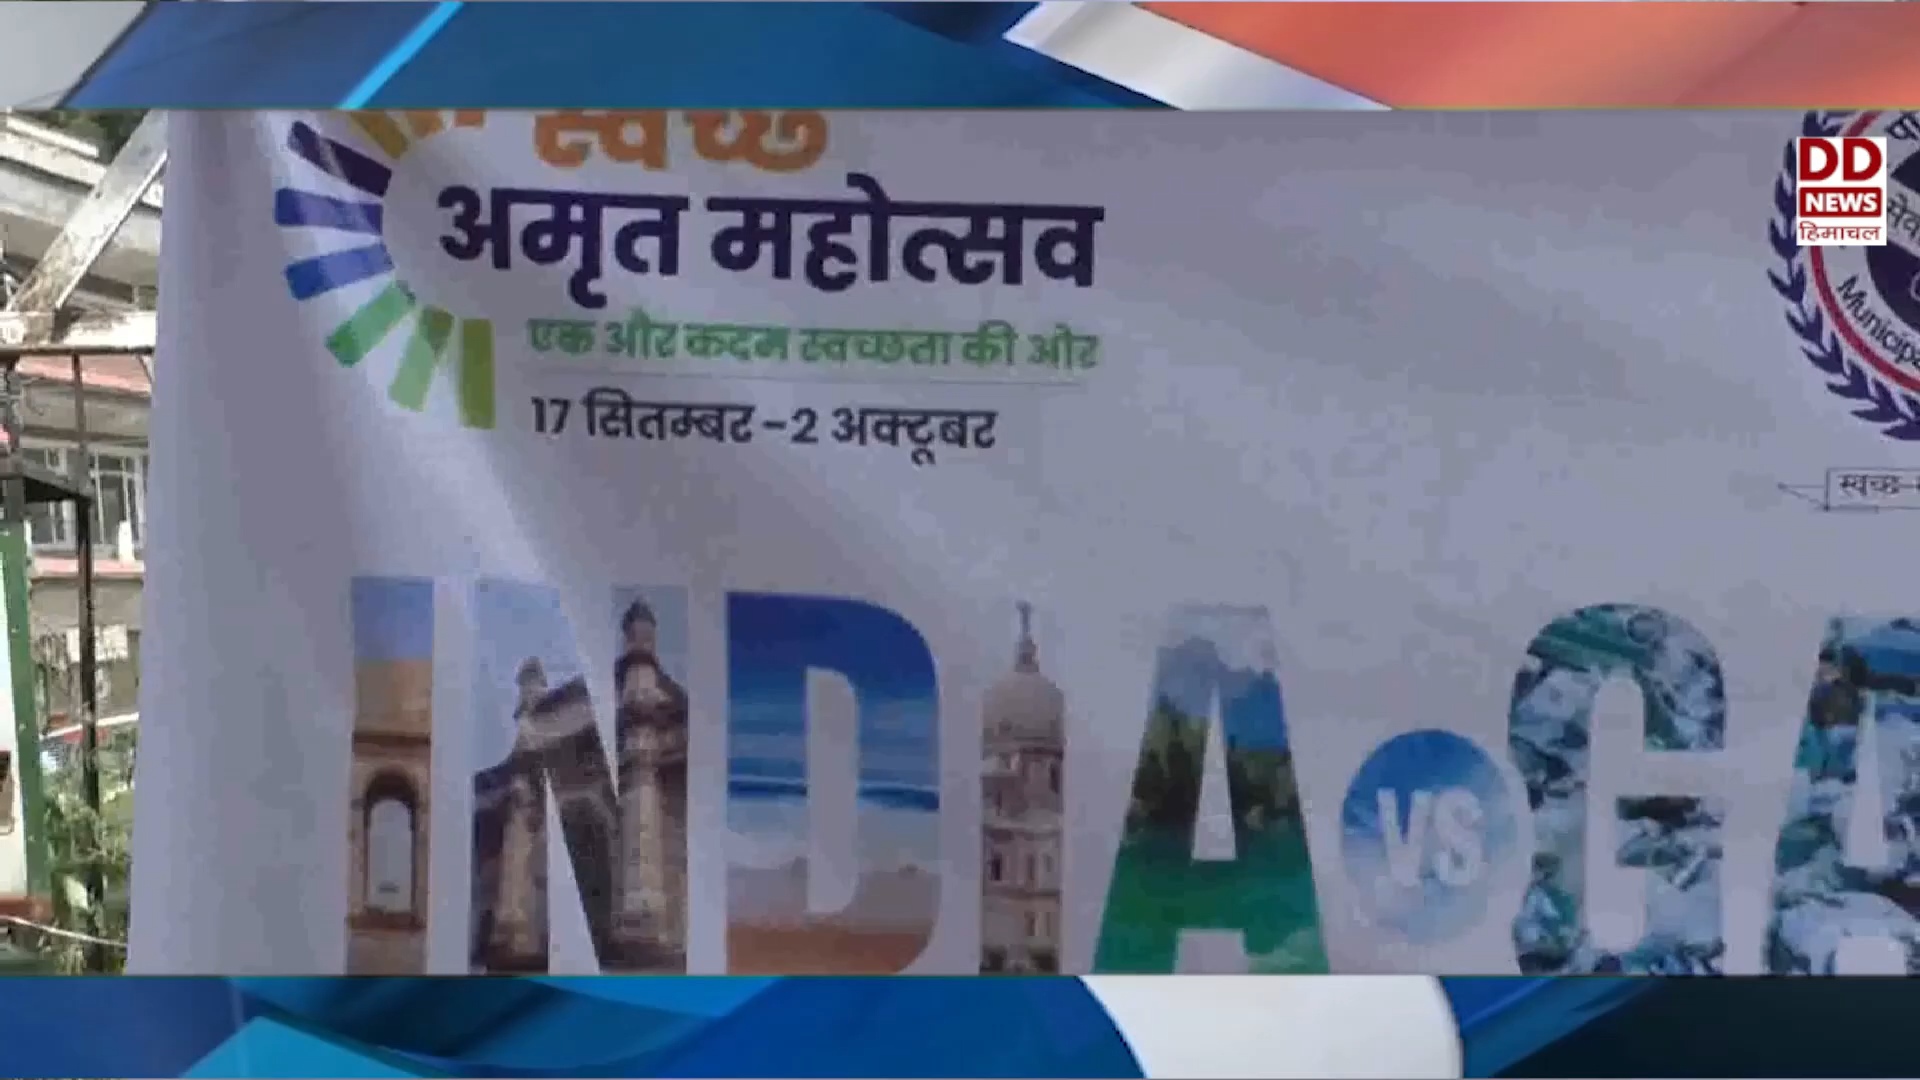 स्वच्छ
अमृत महोत्सव
एक और कदम स्वच्छता की ओर
17 सितम्बर - 2 अक्टूबर
DD
NEWS
हिमाचल
स्वच्छ
INDIA VS GA